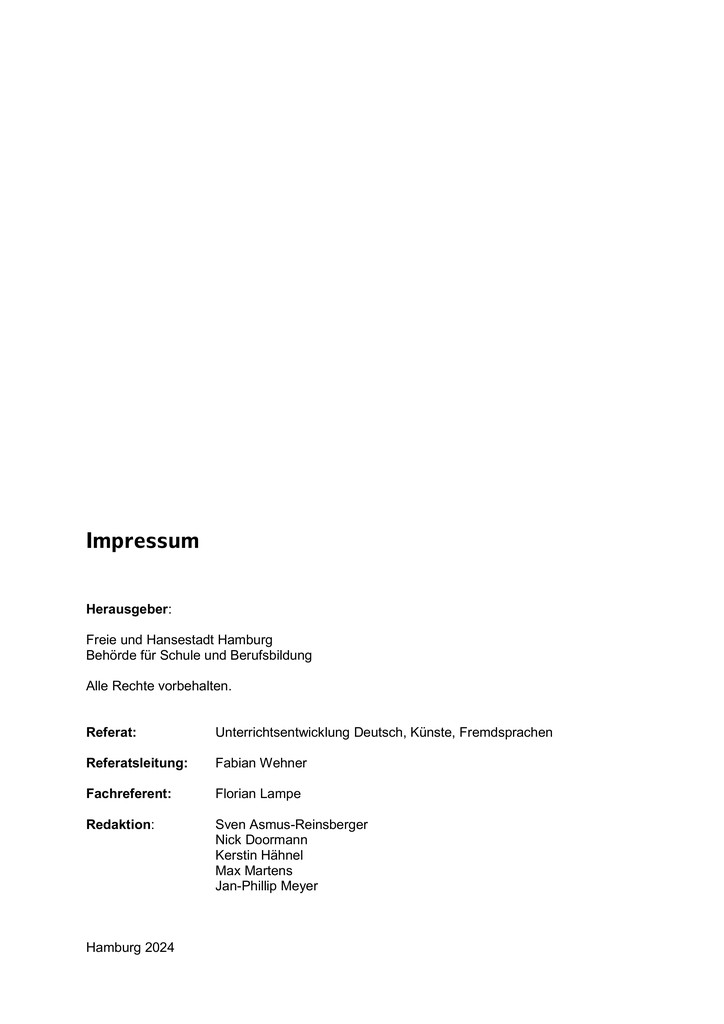 Impressum
Herausgeber:
Freie und Hansestadt Hamburg
Behörde für Schule und Berufsbildung
Alle Rechte vorbehalten.
Referat: Unterrichtsentwicklung Deutsch, Künste, Fremdsprachen
Referatsleitung: Fabian Wehner
Fachreferent: Florian Lampe
Redaktion: Sven Asmus-Reinsberger
Nick Doormann
Kerstin Hähnel
Max Martens
Jan-Phillip Meyer
Hamburg 2024